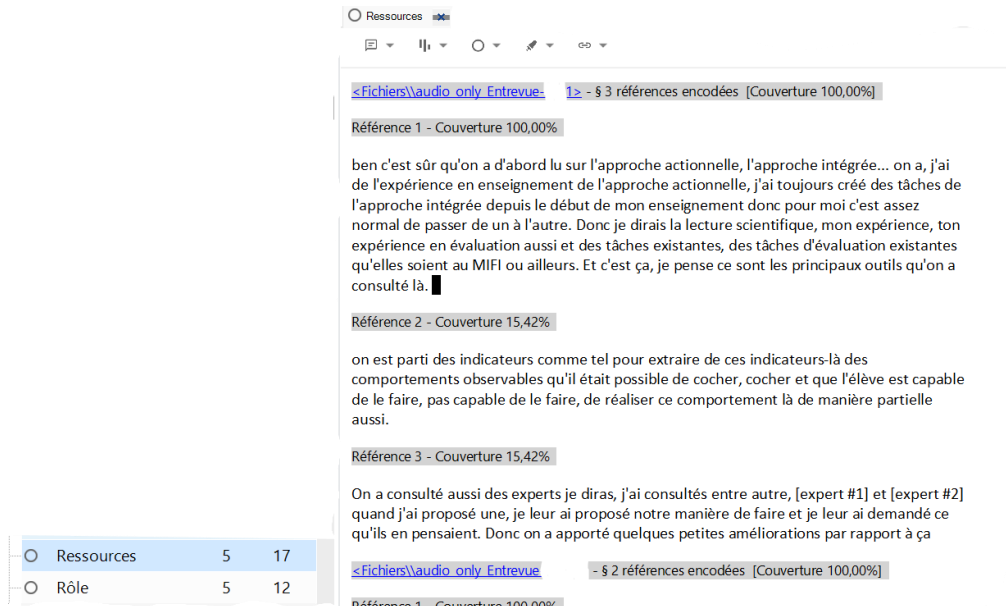 Ressources
<Fichiers\\audio only Entrevue- 1> - § 3 références encodées [Couverture 100,00%]
Référence 1 - Couverture 100,00%
ben c'est sûr qu'on a d'abord lu sur l'approche actionnelle, l'approche intégrée... on a, j'ai
de l'expérience en enseignement de l'approche actionnelle, j'ai toujours créé des tâches de
l'approche intégrée depuis le début de mon enseignement donc pour moi c'est assez
normal de passer de un à l'autre. Donc je dirais la lecture scientifique, mon expérience, ton
expérience en évaluation aussi et des tâches existantes, des tâches d'évaluation existantes
qu'elles soient au MIFI ou ailleurs. Et c'est ça, je pense ce sont les principaux outils qu'on a
consulté là.
Référence 2 - Couverture 15,42%
on est parti des indicateurs comme tel pour extraire de ces indicateurs-là des
comportements observables qu'il était possible de cocher, cocher et que l'élève est capable
de le faire, pas capable de le faire, de réaliser ce comportement là de manière partielle
aussi.
Référence 3 - Couverture 15,42%
On a consulté aussi des experts je diras, j'ai consultés entre autre, [expert #1] et [expert #2]
quand j'ai proposé une, je leur ai proposé notre manière de faire et je leur ai demandé ce
qu'ils en pensaient. Donc on a apporté quelques petites améliorations par rapport à ça
<Fichiers\\audio only Entrevue - § 2 références encodées [Couverture 100,00%]
Référence 1 - Couverture 100,00%
Ressources 5 17
Rôle 5 12